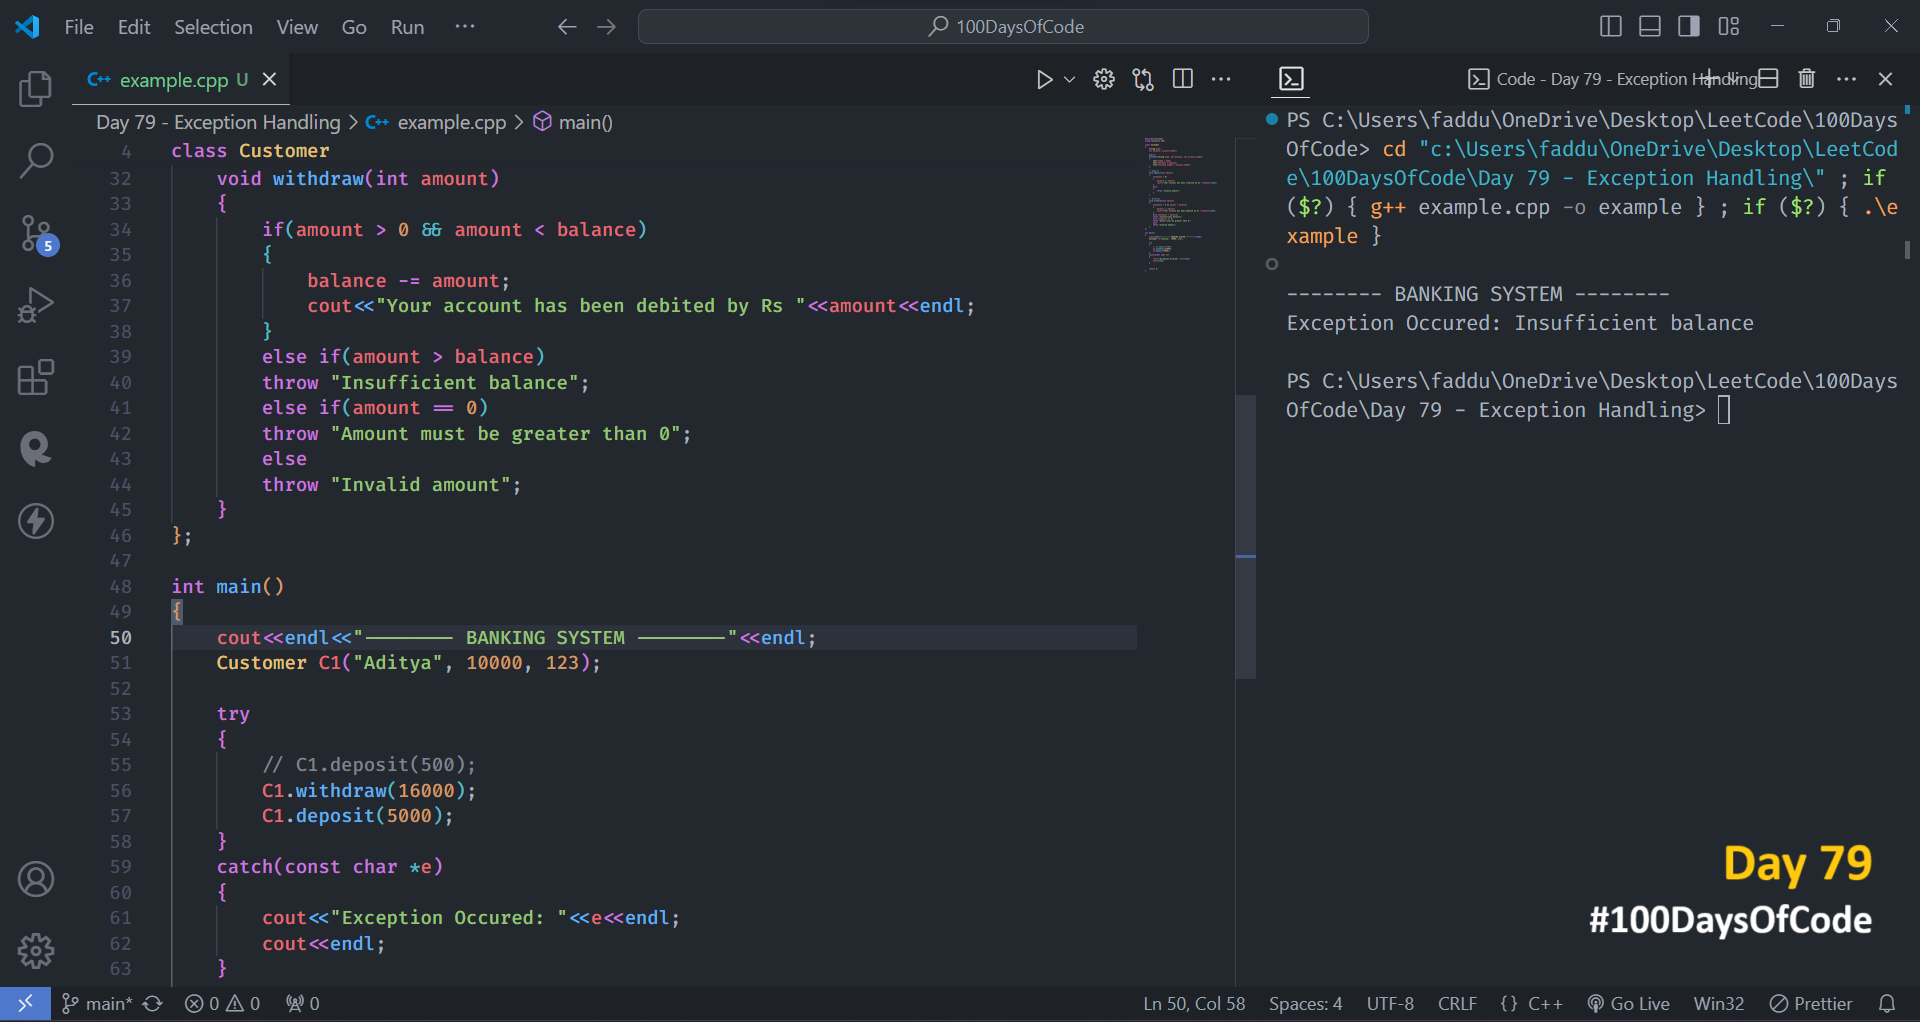 File Edit Selection View Go Run ··· 100DaysOfCode
C++ example.cpp U
Code - Day 79 - Exception Handling
Day 79 - Exception Handling > C++ example.cpp > main()
4 class Customer
32 void withdraw(int amount)
33 {
34 if(amount > 0 && amount < balance)
35 {
36 balance -= amount;
37 cout<<"Your account has been debited by Rs "<<amount<<endl;
38 }
39 else if(amount > balance)
40 throw "Insufficient balance";
41 else if(amount == 0)
42 throw "Amount must be greater than 0";
43 else
44 throw "Invalid amount";
45 }
46 };
47
48 int main()
49 {
50 cout<<endl<<"-------- BANKING SYSTEM --------"<<endl;
51 Customer C1("Aditya", 10000, 123);
52
53 try
54 {
55 // C1.deposit(500);
56 C1.withdraw(16000);
57 C1.deposit(5000);
58 }
59 catch(const char *e)
60 {
61 cout<<"Exception Occured: "<<e<<endl;
62 cout<<endl;
63 }
PS C:\Users\faddu\OneDrive\Desktop\LeetCode\100Days
OfCode> cd "c:\Users\faddu\OneDrive\Desktop\LeetCod
e\100DaysOfCode\Day 79 - Exception Handling\" ; if
($?) { g++ example.cpp -o example } ; if ($?) { .\e
xample }
-------- BANKING SYSTEM --------
Exception Occured: Insufficient balance
PS C:\Users\faddu\OneDrive\Desktop\LeetCode\100Days
OfCode\Day 79 - Exception Handling>
5
Day 79
#100DaysOfCode
main* 0 0 0 Ln 50, Col 58 Spaces: 4 UTF-8 CRLF {} C++ Go Live Win32 Prettier